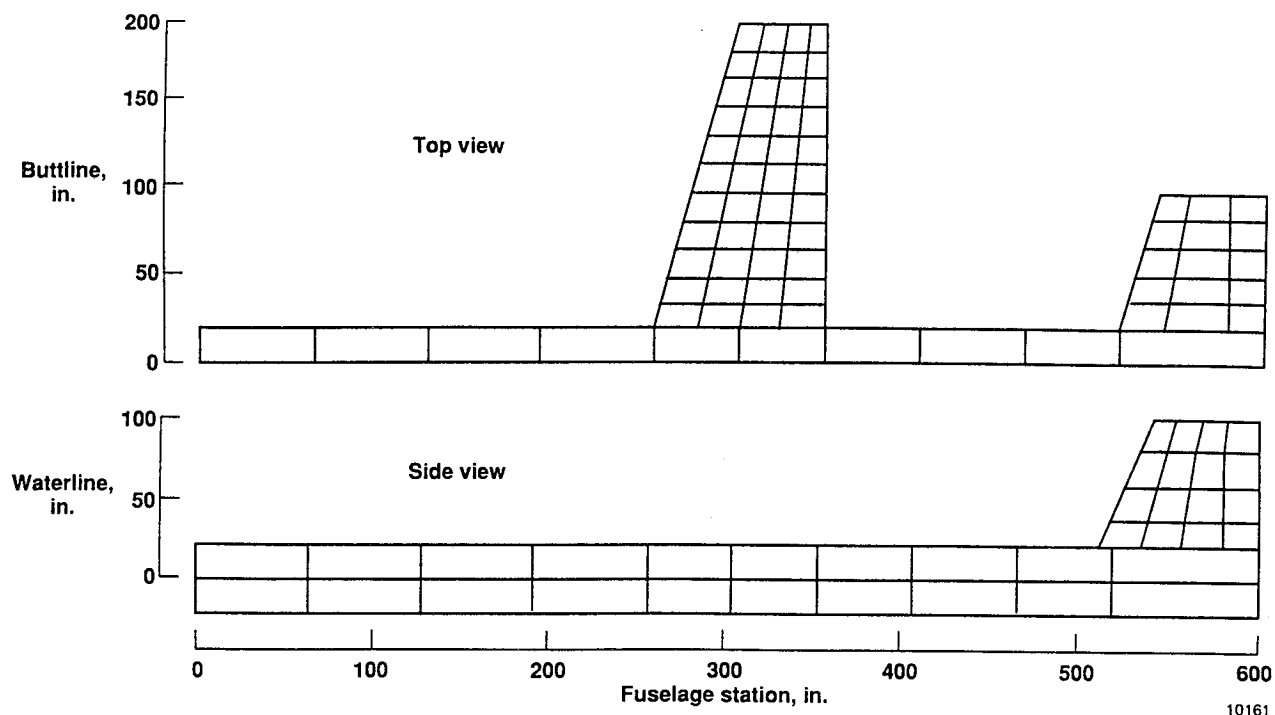 200
150
Top view
Buttline,
in.
100
50
0
100
Side view
Waterline,
in.
50
0
0 100 200 300 400 500 600
Fuselage station, in.
10161